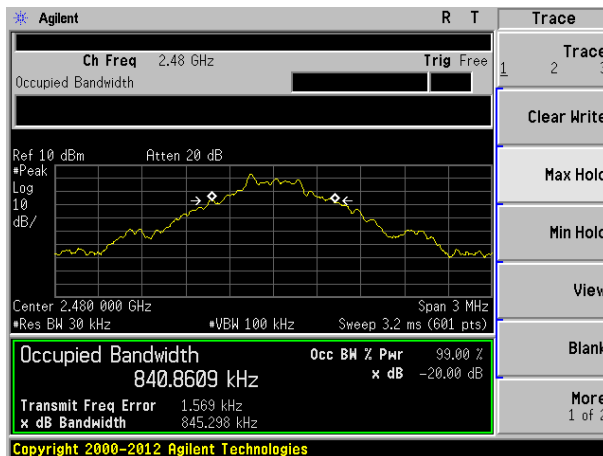 Agilent R T Trace
Ch Freq 2.48 GHz Trig Free
Occupied Bandwidth
Trace
1 2 3
Clear Write
Max Hold
Min Hold
View
Blank
More
1 of 2
Ref 10 dBm Atten 20 dB
#Peak
Log
10
dB/
Center 2.480 000 GHz Span 3 MHz
#Res BW 30 kHz #VBW 100 kHz Sweep 3.2 ms (601 pts)
Occupied Bandwidth Occ BW % Pwr 99.00 %
840.8609 kHz x dB -20.00 dB
Transmit Freq Error 1.569 kHz
x dB Bandwidth 845.298 kHz
Copyright 2000-2012 Agilent Technologies